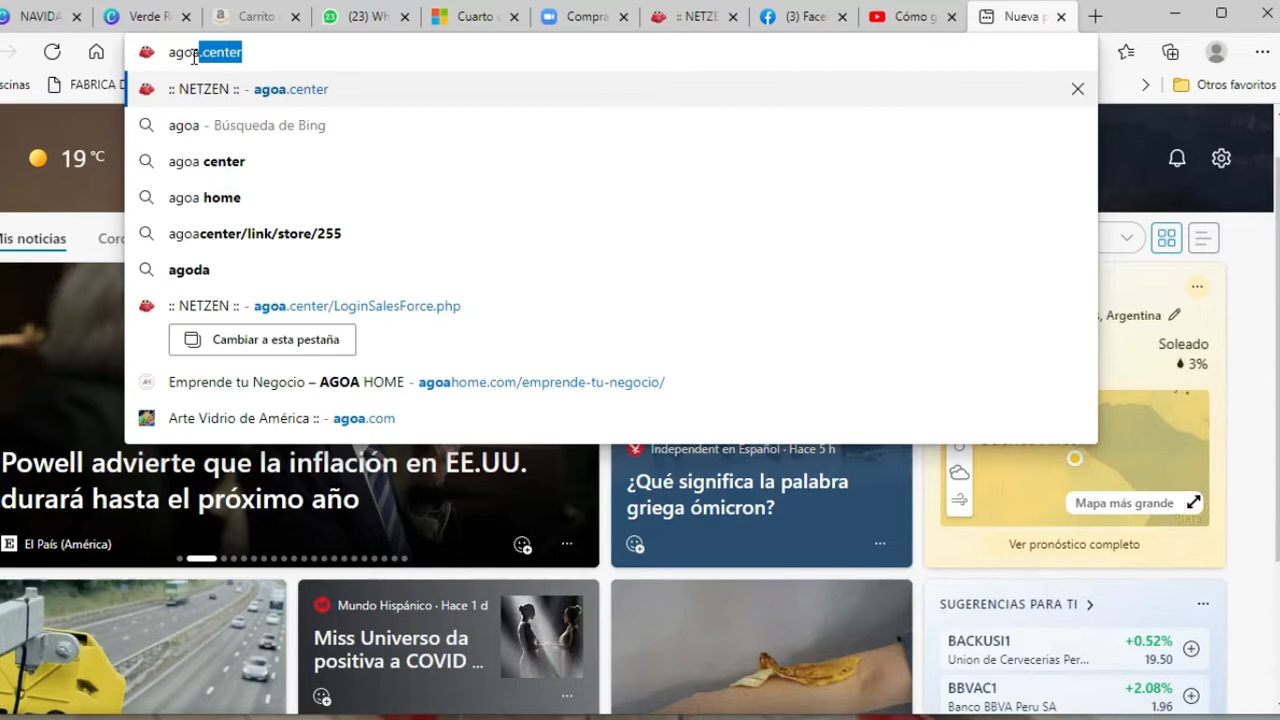 NAVIDA
Verde R
Carrito
(23) Wh
Cuarto
Compra
:: NETZE
(3) Face
Cómo g
Nueva p
agoa.center
scinas
FABRICA D
Otros favoritos
:: NETZEN :: - agoa.center
agoa - Búsqueda de Bing
agoa center
agoa home
agoacenter/link/store/255
agoda
:: NETZEN :: - agoa.center/LoginSalesForce.php
Cambiar a esta pestaña
Emprende tu Negocio – AGOA HOME - agoahome.com/emprende-tu-negocio/
Arte Vidrio de América :: - agoa.com
19 °C
Mis noticias
Coro
, Argentina
Soleado
3%
Mapa más grande
Ver pronóstico completo
Powell advierte que la inflación en EE.UU.
durará hasta el próximo año
El País (América)
Independent en Español · Hace 5 h
¿Qué significa la palabra
griega ómicron?
Mundo Hispánico · Hace 1 d
Miss Universo da
positiva a COVID ...
SUGERENCIAS PARA TI
BACKUSI1
+0.52%
Union de Cervecerias Per...
19.50
BBVAC1
+2.08%
Banco BBVA Peru SA
1.96